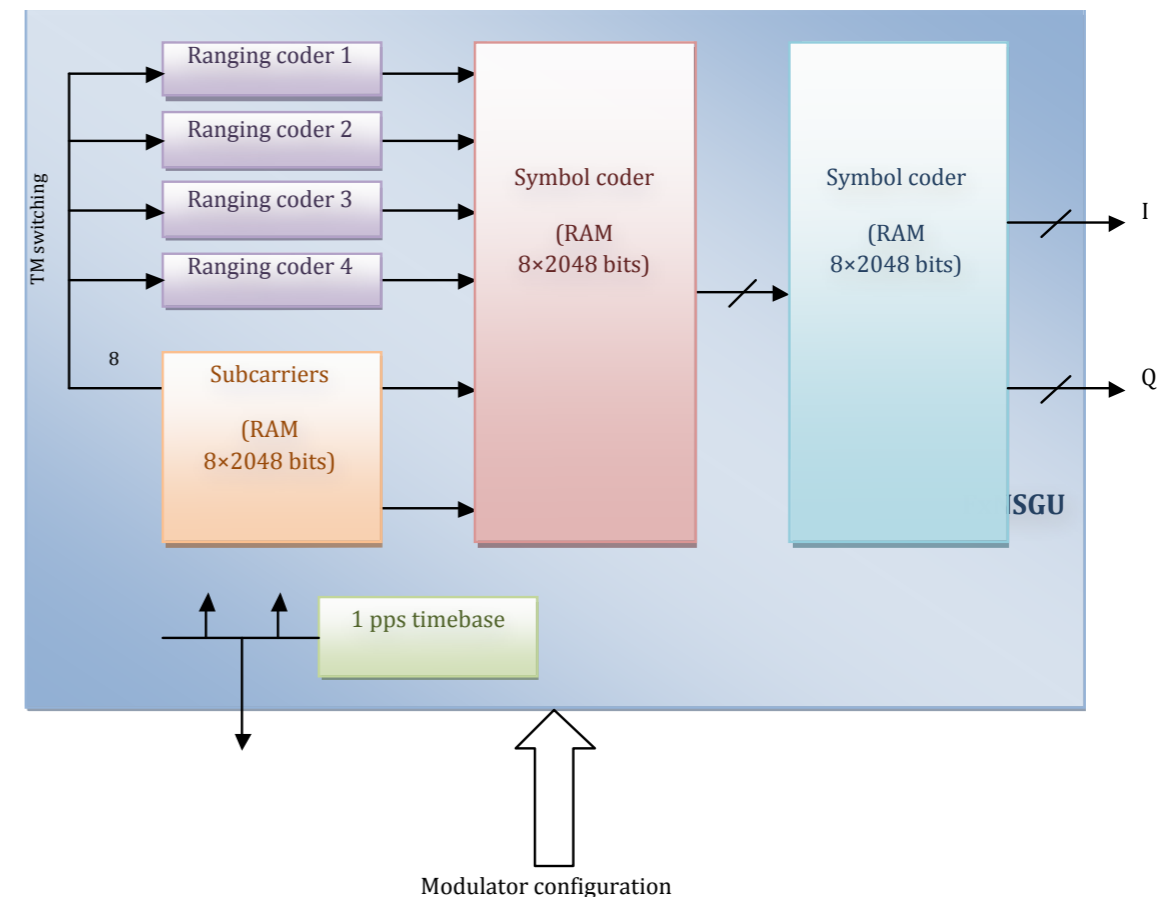 Ranging coder 1
Ranging coder 2
Ranging coder 3
Ranging coder 4
TM switching
8
Subcarriers
(RAM
8×2048 bits)
Symbol coder
(RAM
8×2048 bits)
Symbol coder
(RAM
8×2048 bits)
I
Q
1 pps timebase
Modulator configuration